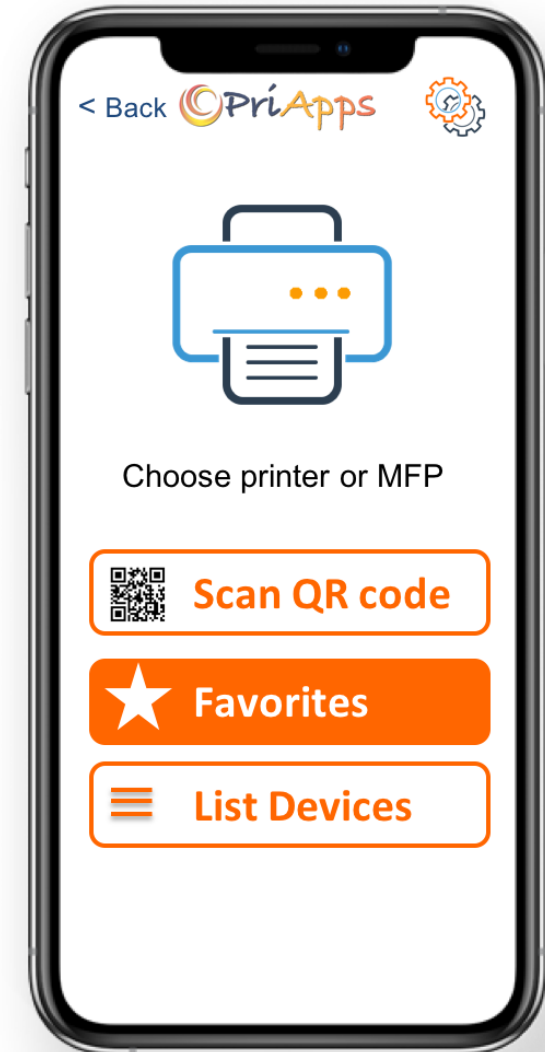 < Back PriApps
Choose printer or MFP
Scan QR code
Favorites
List Devices